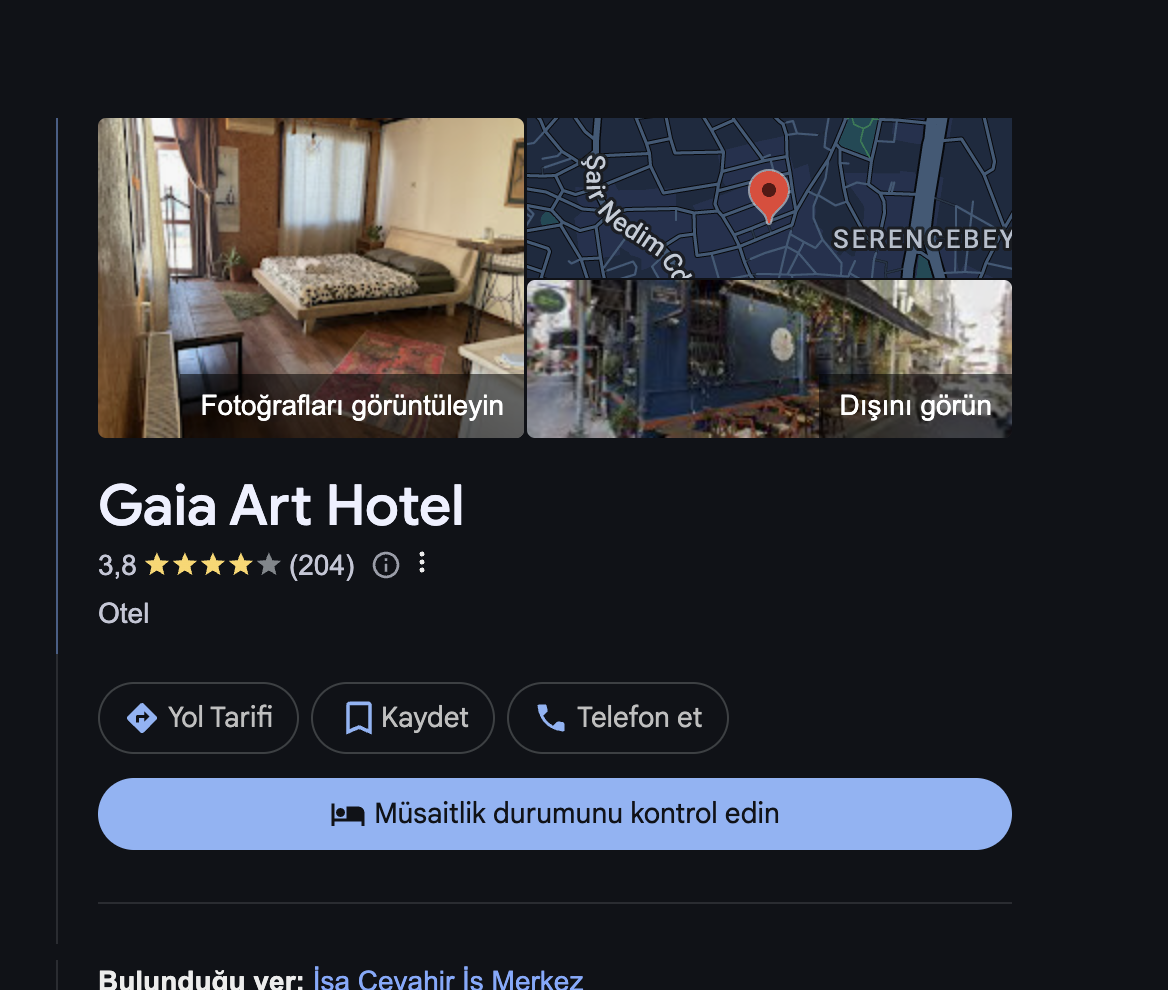 Şair Nedim Cd
SERENCEBEY
Fotoğrafları görüntüleyin
Dışını görün
Gaia Art Hotel
3,8 (204)
Otel
Yol Tarifi
Kaydet
Telefon et
Müsaitlik durumunu kontrol edin
Bulunduğu yer: İsa Cevahir İş Merkez